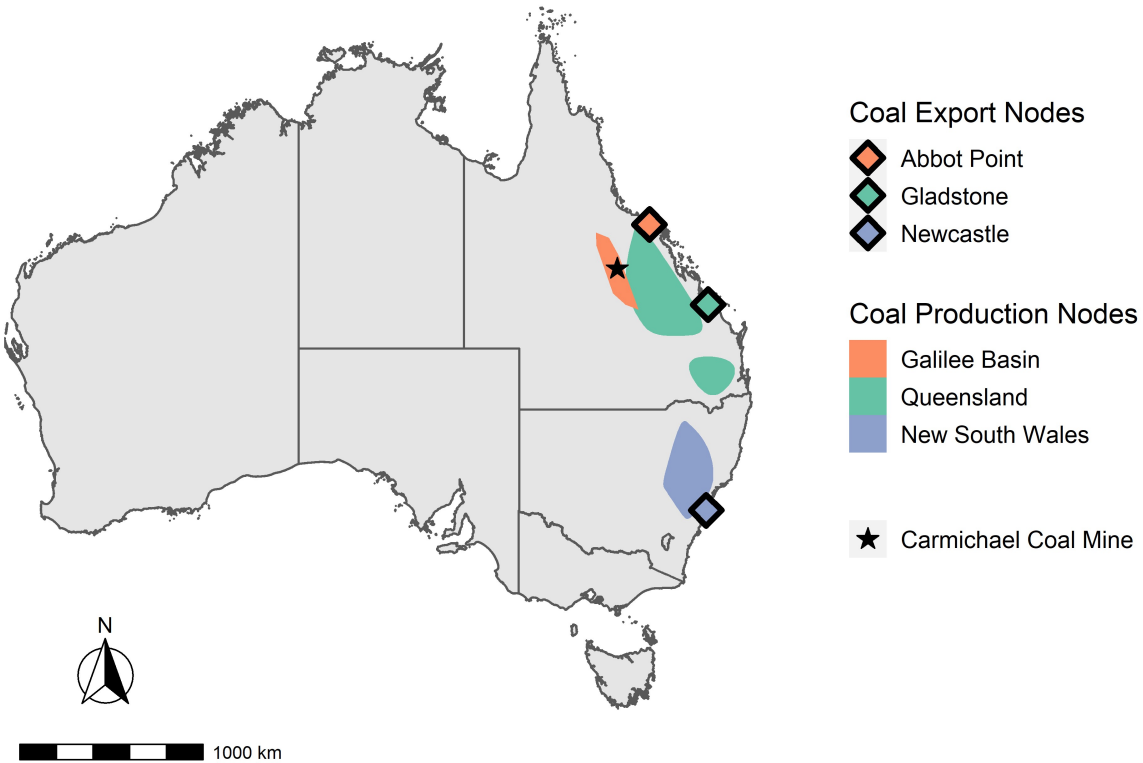 Coal Export Nodes
Abbot Point
Gladstone
Newcastle
Coal Production Nodes
Galilee Basin
Queensland
New South Wales
Carmichael Coal Mine
N
1000 km